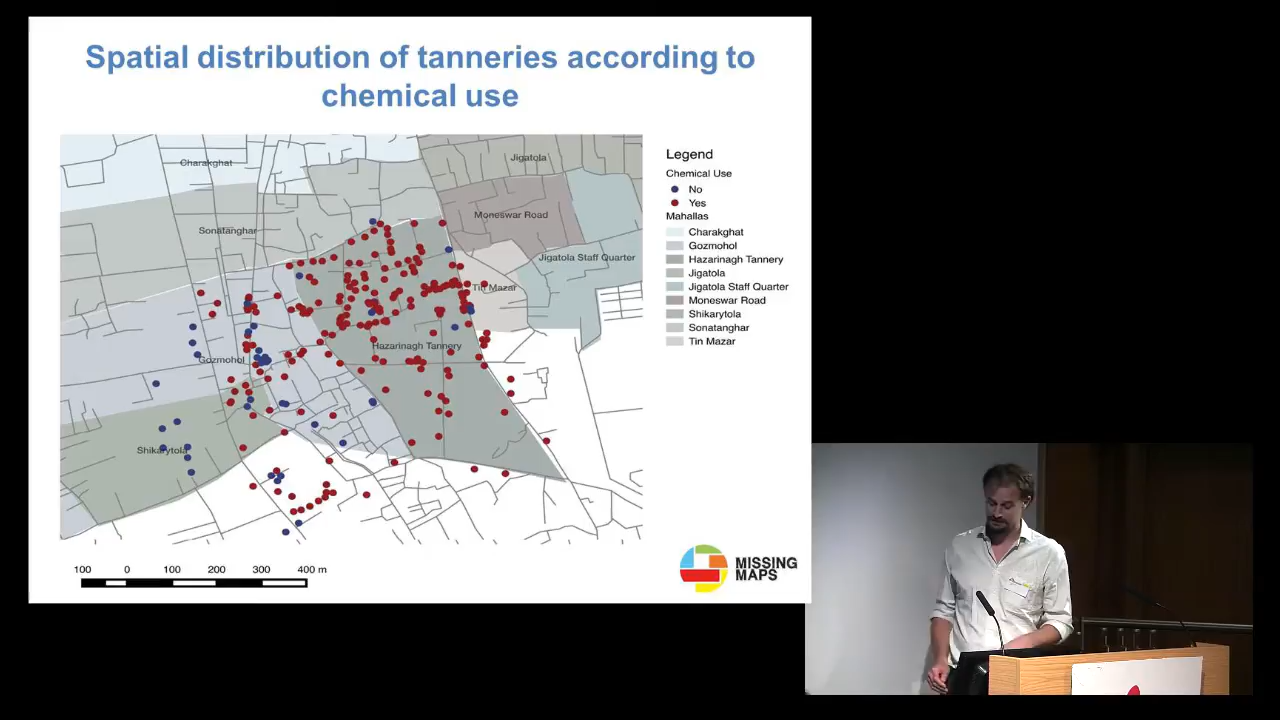 Spatial distribution of tanneries according to
chemical use
Charakghat
Jigatola
Moneswar Road
Sonatanghar
Jigatola Staff Quarter
Tin Mazar
Hazarinagh Tannery
Gozmohol
Shikarytola
Legend
Chemical Use
No
Yes
Mahallas
Charakghat
Gozmohol
Hazarinagh Tannery
Jigatola
Jigatola Staff Quarter
Moneswar Road
Shikarytola
Sonatanghar
Tin Mazar
100 0 100 200 300 400 m
MISSING
MAPS